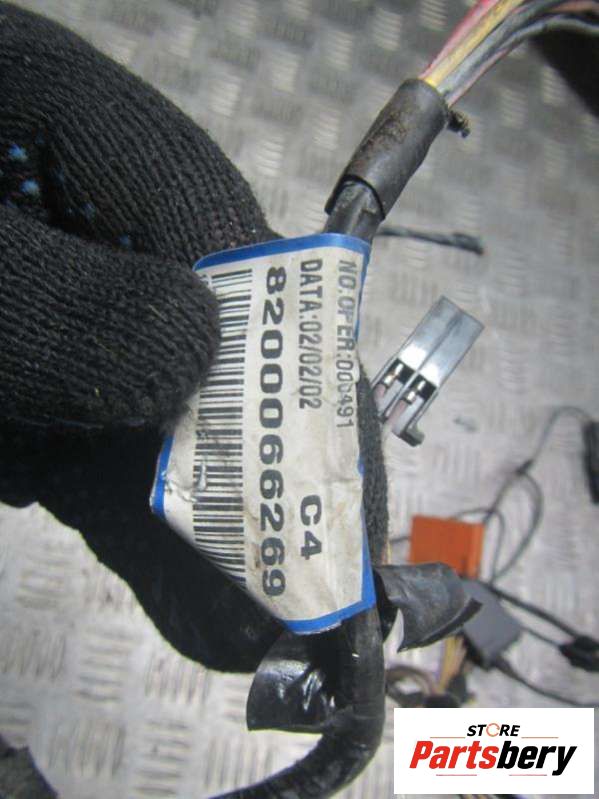 NO.OPER:000491
DATA:02/02/02
C4
8200066269
STORE
Partsbery